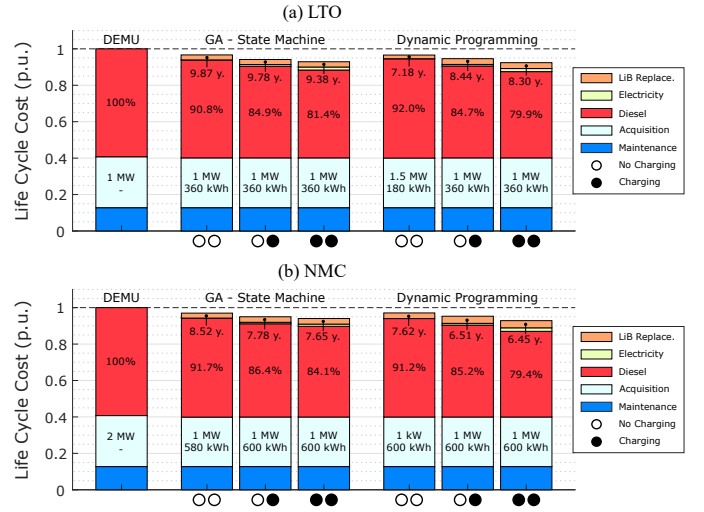 (a) LTO
Life Cycle Cost (p.u.)
1
0.8
0.6
0.4
0.2
0
DEMU
GA - State Machine
Dynamic Programming
9.87 y.
9.78 y.
9.38 y.
7.18 y.
8.44 y.
8.30 y.
100%
90.8%
84.9%
81.4%
92.0%
84.7%
79.9%
1 MW
-
1 MW
360 kWh
1 MW
360 kWh
1 MW
360 kWh
1.5 MW
180 kWh
1 MW
360 kWh
1 MW
360 kWh
LiB Replace.
Electricity
Diesel
Acquisition
Maintenance
No Charging
Charging
(b) NMC
Life Cycle Cost (p.u.)
1
0.8
0.6
0.4
0.2
0
DEMU
GA - State Machine
Dynamic Programming
8.52 y.
7.78 y.
7.65 y.
7.62 y.
6.51 y.
6.45 y.
100%
91.7%
86.4%
84.1%
91.2%
85.2%
79.4%
2 MW
-
1 MW
580 kWh
1 MW
600 kWh
1 MW
600 kWh
1 kW
600 kWh
1 MW
600 kWh
1 MW
600 kWh
LiB Replace.
Electricity
Diesel
Acquisition
Maintenance
No Charging
Charging